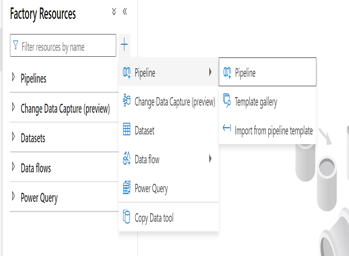 Factory Resources
Filter resources by name
Pipelines
Change Data Capture (preview)
Datasets
Data flows
Power Query
Pipeline
Change Data Capture (preview)
Dataset
Data flow
Power Query
Copy Data tool
Pipeline
Template gallery
Import from pipeline template